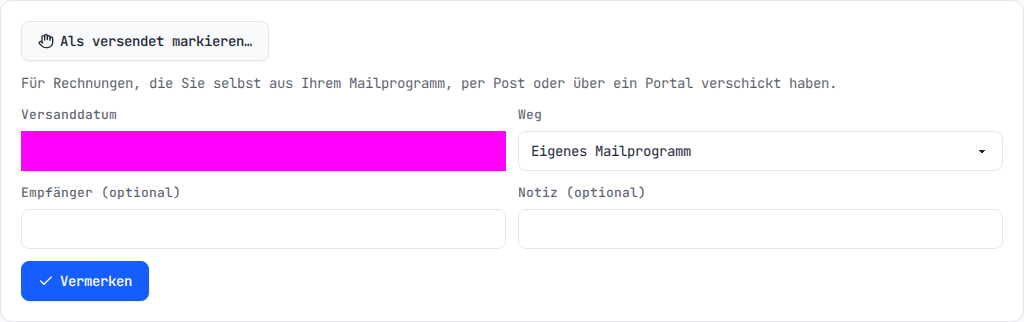 Als versendet markieren…
Für Rechnungen, die Sie selbst aus Ihrem Mailprogramm, per Post oder über ein Portal verschickt haben.
Versanddatum
Weg
Eigenes Mailprogramm
Empfänger (optional)
Notiz (optional)
Vermerken